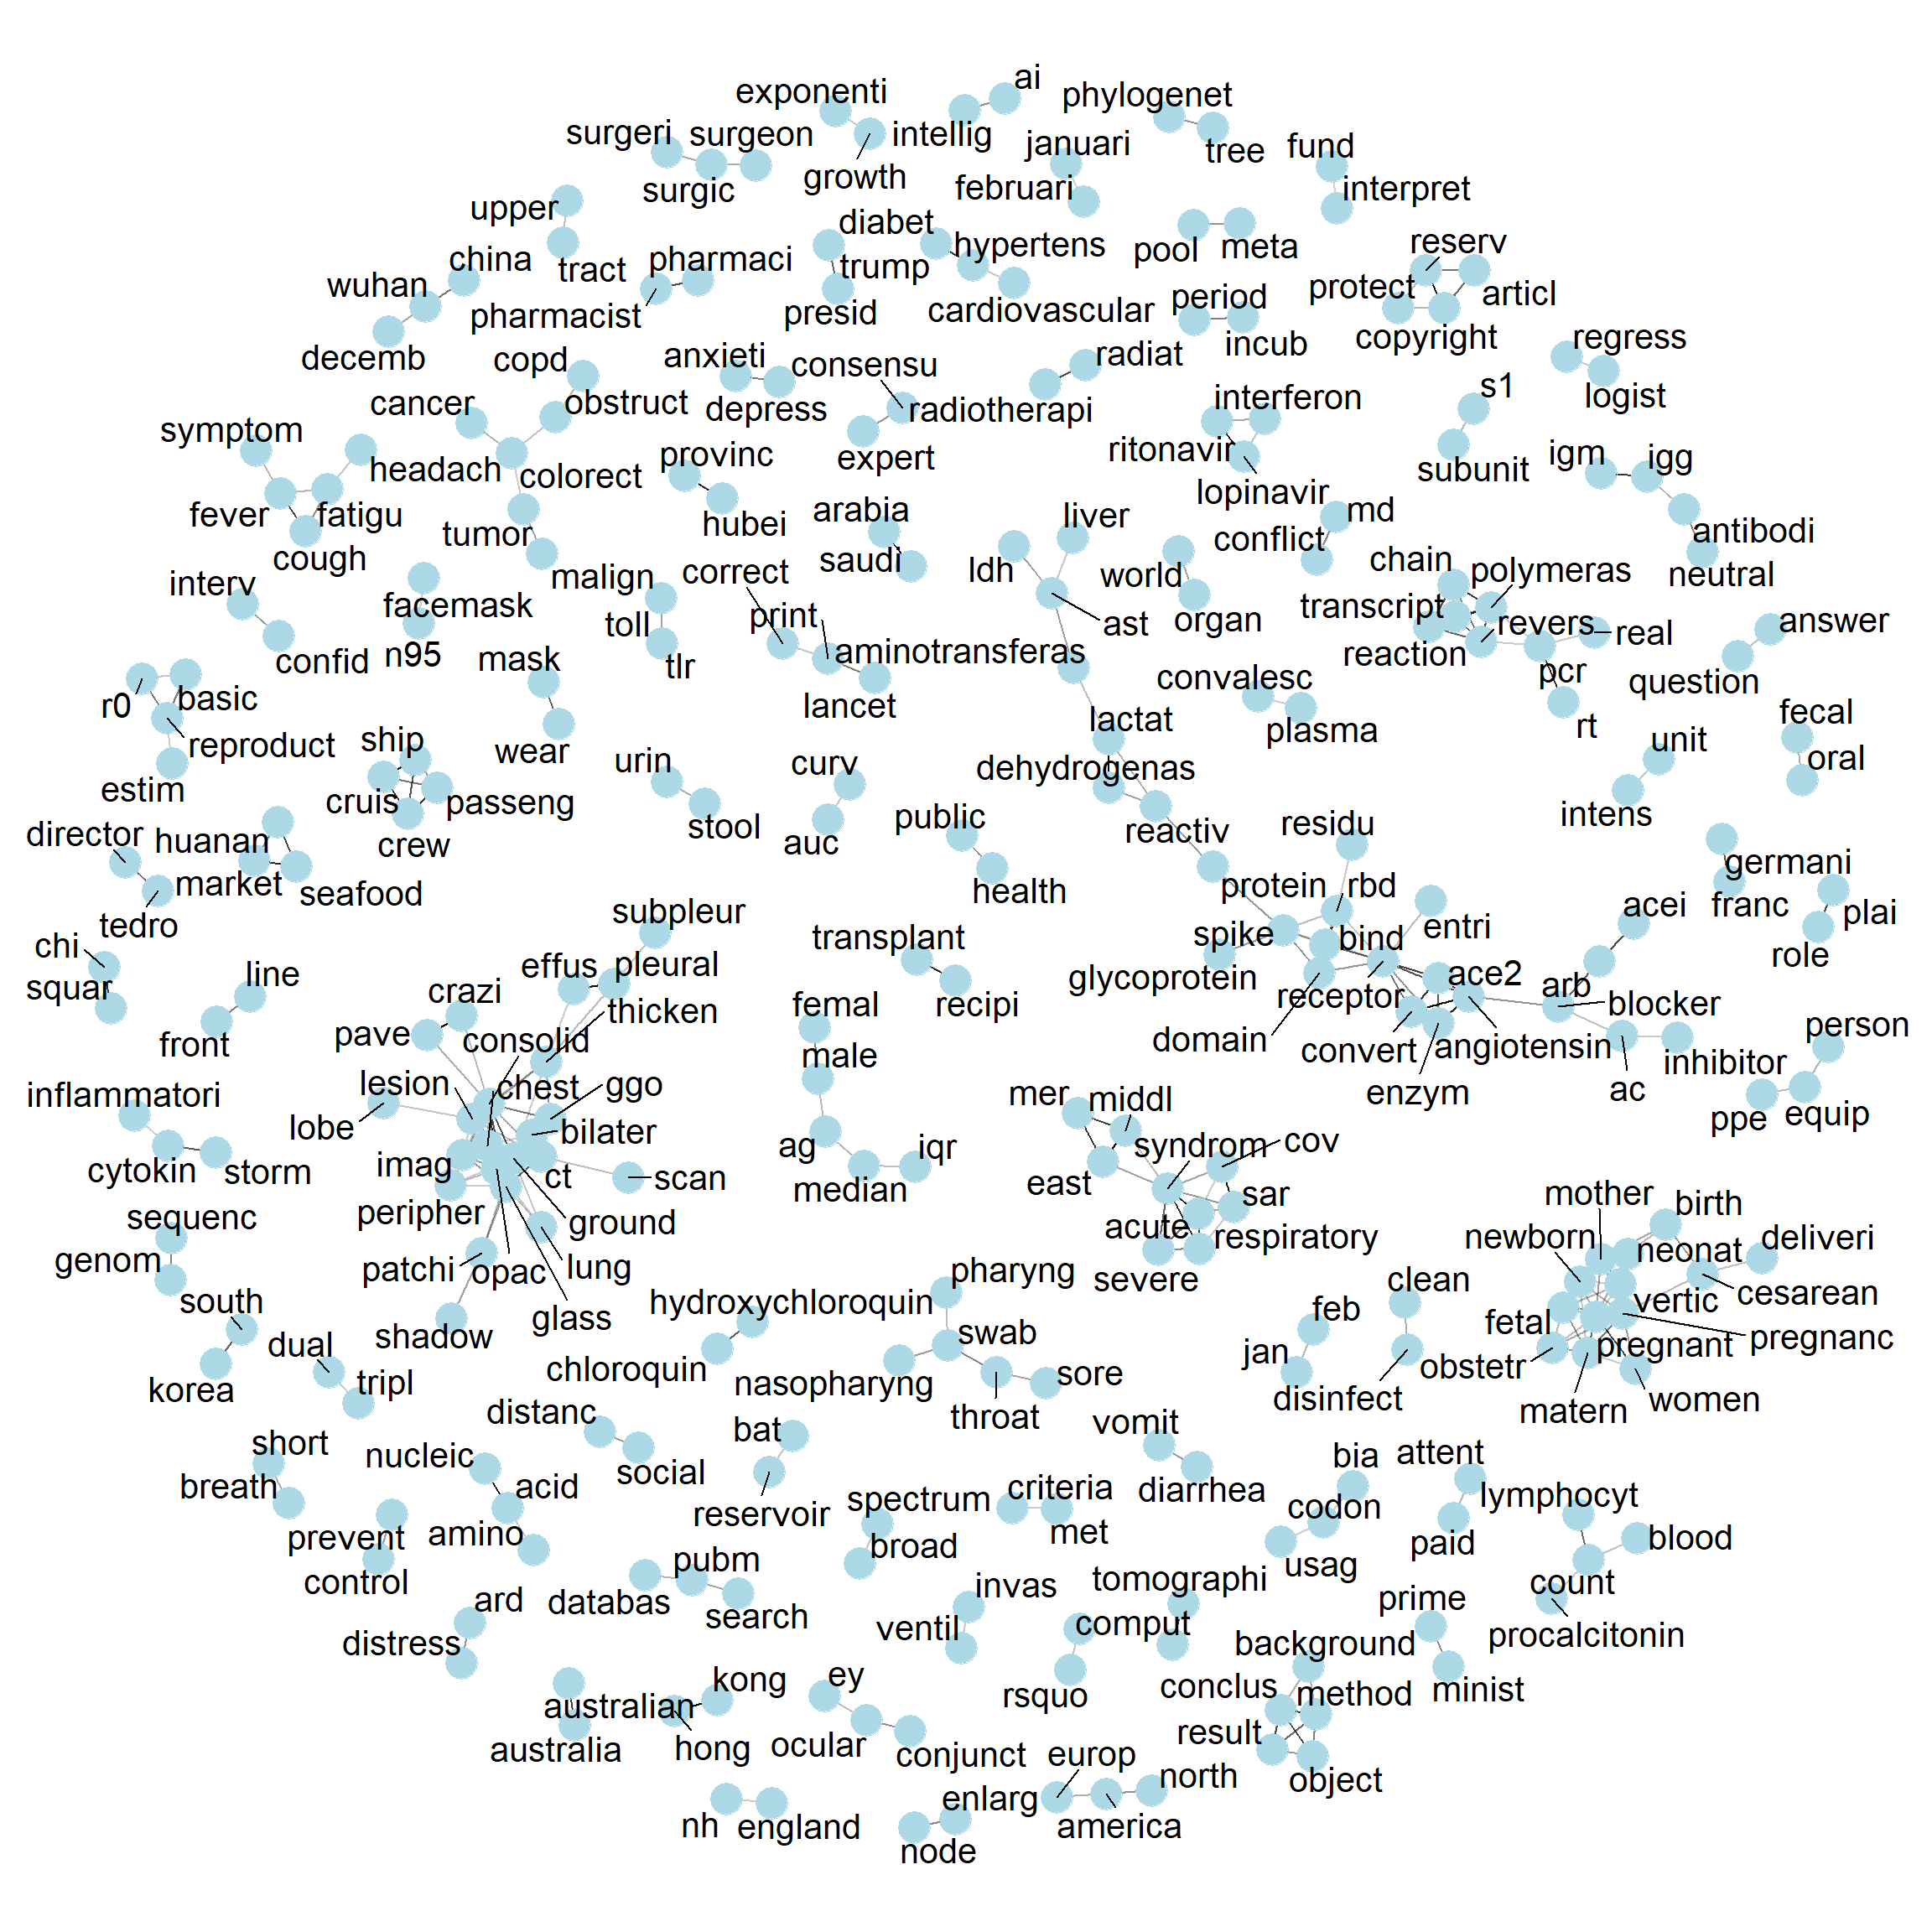 ai
exponenti
phylogenet
surgeri
surgeon
intellig
januari
tree
fund
growth
surgic
februari
interpret
upper
diabet
hypertens
pool
meta
reserv
china
tract
pharmaci
trump
wuhan
protect
articl
period
cardiovascular
presid
pharmacist
copyright
incub
regress
decemb
copd
anxieti
consensu
radiat
logist
s1
cancer
obstruct
depress
radiotherapi
interferon
symptom
headach
colorect
provinc
expert
ritonavir
subunit
igm
igg
lopinavir
fever
fatigu
tumor
hubei
arabia
liver
md
antibodi
cough
malign
correct
saudi
ldh
world
conflict
chain
polymeras
neutral
interv
facemask
toll
print
ast
organ
transcript
revers
real
answer
confid
n95
mask
tlr
aminotransferas
reaction
pcr
question
r0
basic
lancet
convalesc
reproduct
wear
lactat
plasma
rt
fecal
ship
urin
curv
dehydrogenas
unit
oral
estim
cruis
passeng
stool
auc
public
reactiv
residu
intens
director
huanan
crew
health
protein
rbd
germani
market
seafood
tedro
subpleur
acei
franc
plai
chi
transplant
spike
bind
entri
role
squar
line
effus
pleural
glycoprotein
receptor
ace2
arb
crazi
femal
recipi
blocker
front
pave
consolid
thicken
male
domain
convert
angiotensin
person
inhibitor
inflammatori
lesion
chest
ggo
mer
middl
enzym
ac
ppe
equip
lobe
bilater
ag
iqr
syndrom
cov
cytokin
storm
imag
ct
scan
median
east
sar
mother
birth
sequenc
peripher
ground
acute
respiratory
newborn
neonat
deliveri
genom
patchi
opac
lung
pharyng
severe
clean
vertic
cesarean
south
shadow
glass
hydroxychloroquin
swab
feb
fetal
pregnant
pregnanc
dual
chloroquin
jan
obstetr
korea
tripl
nasopharyng
sore
disinfect
matern
women
distanc
throat
vomit
short
nucleic
bat
bia
attent
breath
acid
social
reservoir
spectrum
criteria
diarrhea
codon
lymphocyt
prevent
amino
broad
met
usag
paid
blood
control
pubm
ard
databas
search
invas
tomographi
prime
count
distress
ventil
comput
background
procalcitonin
kong
ey
rsquo
conclus
method
minist
australian
result
australia
hong
ocular
conjunct
europ
north
object
enlarg
nh
england
america
node